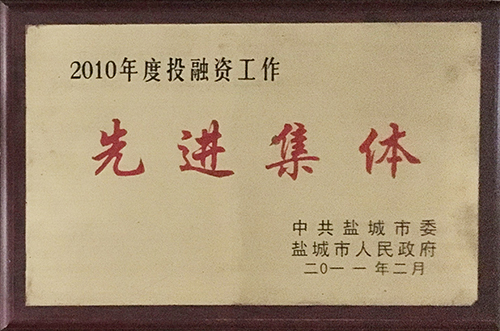 2010年度投融资工作
先进集体
中共盐城市委
盐城市人民政府
二０一一年二月